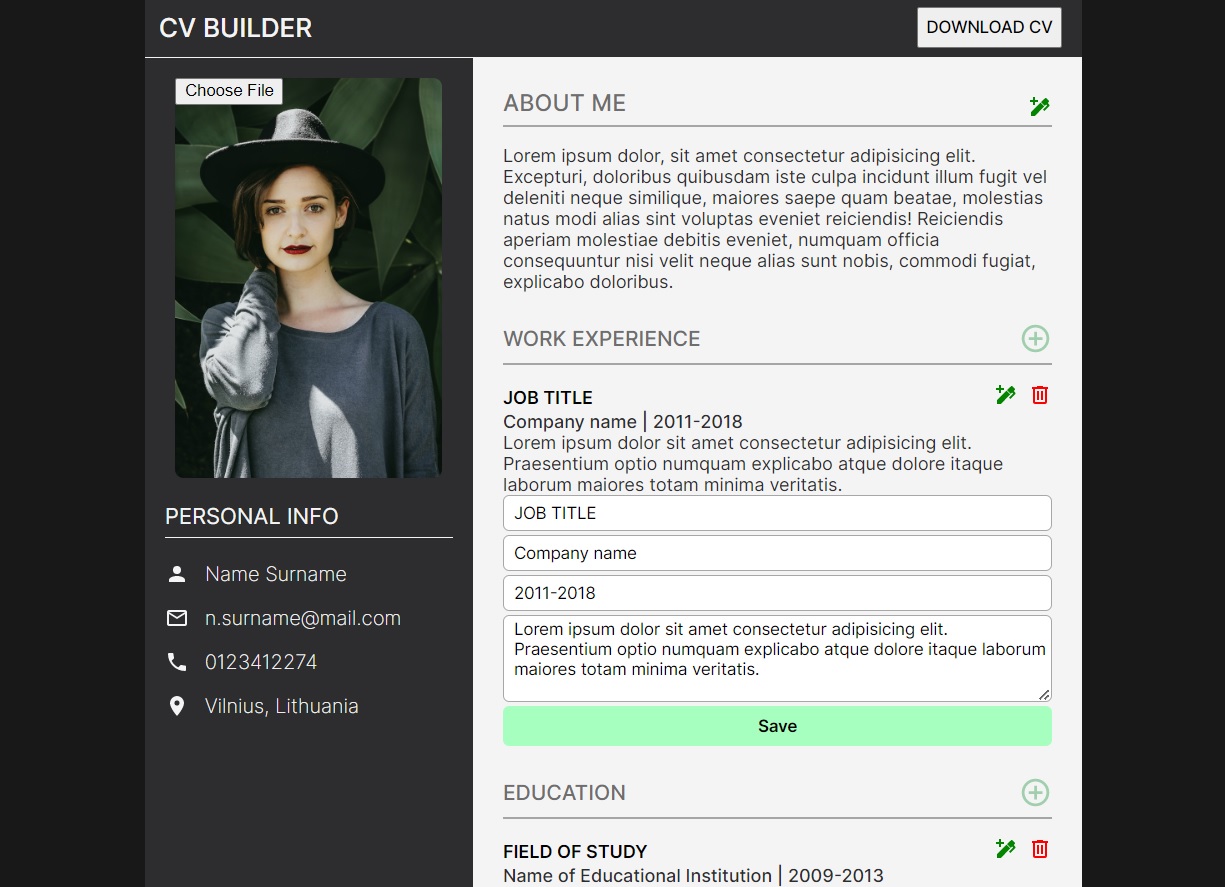 CV BUILDER
DOWNLOAD CV
Choose File
PERSONAL INFO
Name Surname
n.surname@mail.com
0123412274
Vilnius, Lithuania
ABOUT ME
Lorem ipsum dolor, sit amet consectetur adipisicing elit.
Excepturi, doloribus quibusdam iste culpa incidunt illum fugit vel
deleniti neque similique, maiores saepe quam beatae, molestias
natus modi alias sint voluptas eveniet reiciendis! Reiciendis
aperiam molestiae debitis eveniet, numquam officia
consequuntur nisi velit neque alias sunt nobis, commodi fugiat,
explicabo doloribus.
WORK EXPERIENCE
JOB TITLE
Company name | 2011-2018
Lorem ipsum dolor sit amet consectetur adipisicing elit.
Praesentium optio numquam explicabo atque dolore itaque
laborum maiores totam minima veritatis.
JOB TITLE
Company name
2011-2018
Lorem ipsum dolor sit amet consectetur adipisicing elit.
Praesentium optio numquam explicabo atque dolore itaque laborum
maiores totam minima veritatis.
Save
EDUCATION
FIELD OF STUDY
Name of Educational Institution | 2009-2013